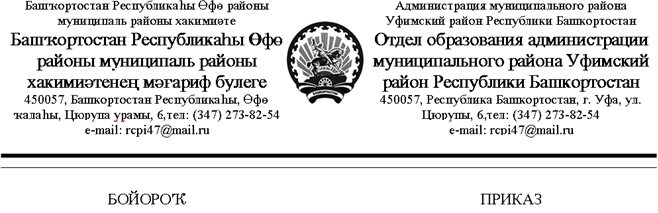 Башҡортостан Республикаһы Өфө районы
муниципаль районы хакимиәте
Башҡортостан Республикаһы Өфө
районы муниципаль районы
хакимиәтенең мәғариф бүлеге
450057, Башкортостан Республикаһы, Өфө
ҡалаһы, Цюрупа урамы, 6,тел: (347) 273-82-54
e-mail: rcpi47@mail.ru
Администрация муниципального района
Уфимский район Республики Башкортостан
Отдел образования администрации
муниципального района Уфимский
район Республики Башкортостан
450057, Республика Башкортостан, г. Уфа, ул.
Цюрупы, 6,тел: (347) 273-82-54
e-mail: rcpi47@mail.ru
БОЙОРОҠ
ПРИКАЗ